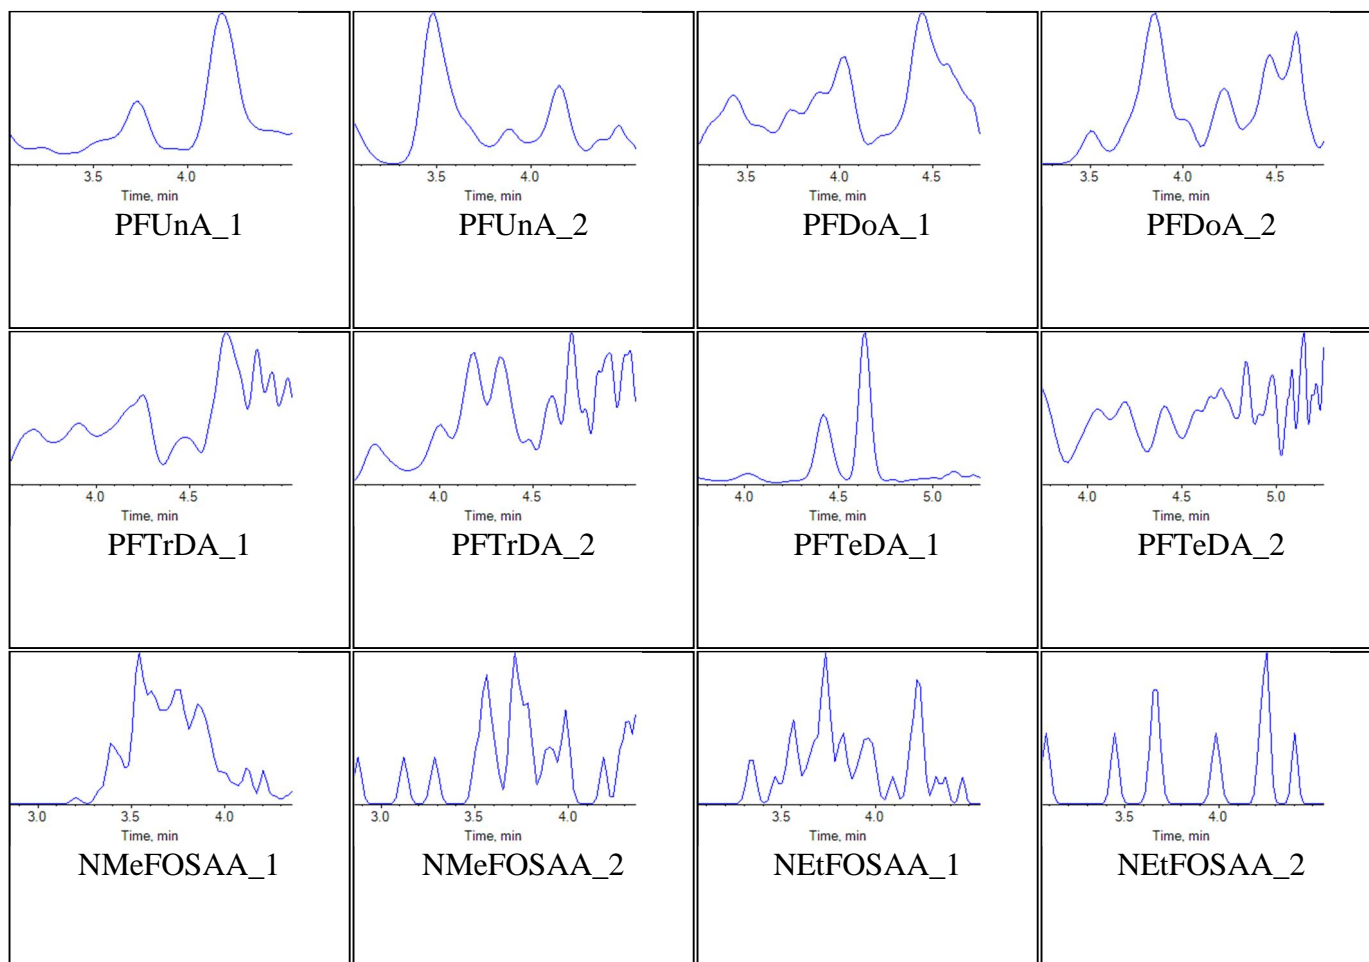 3.5 4.0
Time, min
PFUnA_1
3.5 4.0
Time, min
PFUnA_2
3.5 4.0 4.5
Time, min
PFDoA_1
3.5 4.0 4.5
Time, min
PFDoA_2
4.0 4.5
Time, min
PFTrDA_1
4.0 4.5
Time, min
PFTrDA_2
4.0 4.5 5.0
Time, min
PFTeDA_1
4.0 4.5 5.0
Time, min
PFTeDA_2
3.0 3.5 4.0
Time, min
NMeFOSAA_1
3.0 3.5 4.0
Time, min
NMeFOSAA_2
3.5 4.0
Time, min
NEtFOSAA_1
3.5 4.0
Time, min
NEtFOSAA_2